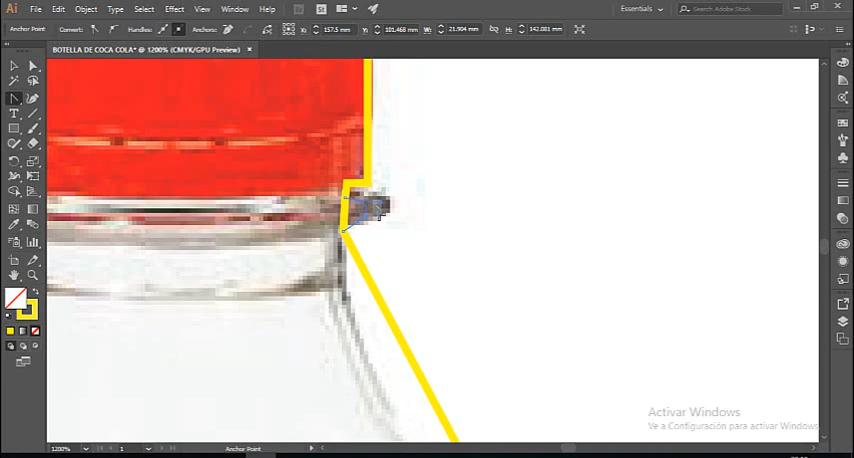 Ai File Edit Object Type Select Effect View Window Help
Essentials
Search Adobe Stock
Anchor Point Convert: Handles: Anchors: X: 157.5 mm Y: 101.468 mm W: 21.904 mm H: 142.081 mm
BOTELLA DE COCA COLA* @ 1200% (CMYK/GPU Preview) ×
Activar Windows
Ve a Configuración para activar Windows
1200% 1 Anchor Point